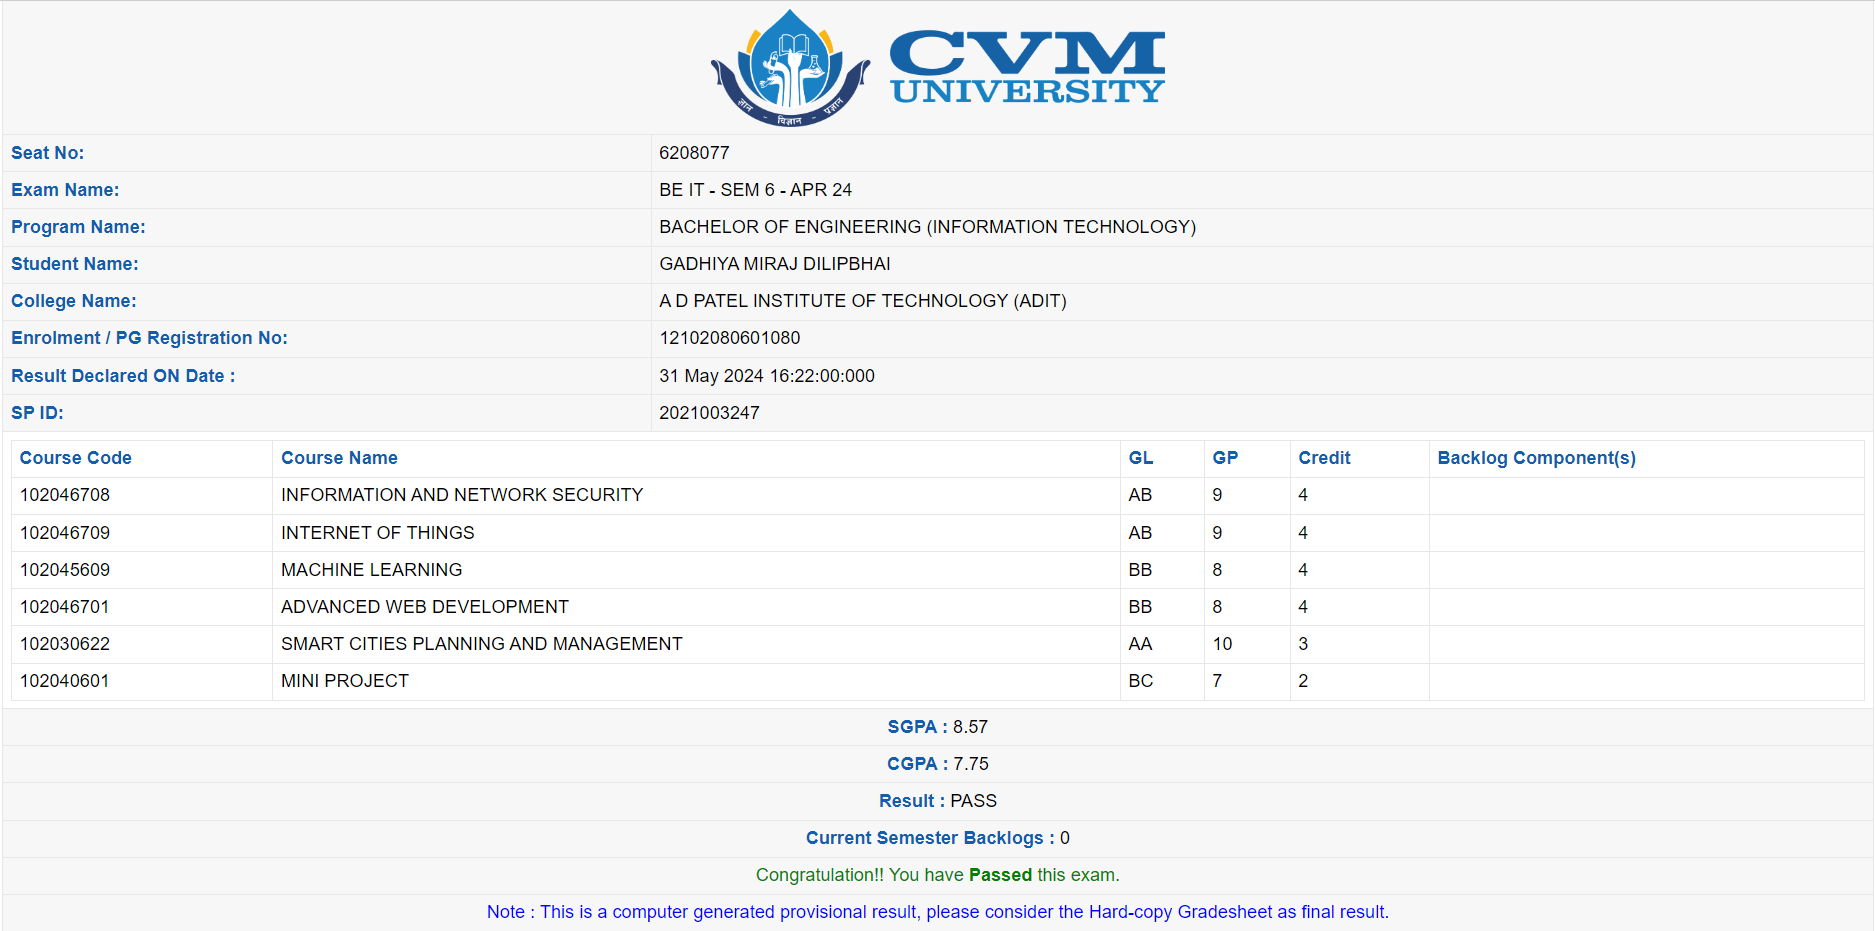 ज्ञान - विज्ञान - प्रज्ञान
CVM
UNIVERSITY
Seat No: 6208077
Exam Name: BE IT - SEM 6 - APR 24
Program Name: BACHELOR OF ENGINEERING (INFORMATION TECHNOLOGY)
Student Name: GADHIYA MIRAJ DILIPBHAI
College Name: A D PATEL INSTITUTE OF TECHNOLOGY (ADIT)
Enrolment / PG Registration No: 12102080601080
Result Declared ON Date : 31 May 2024 16:22:00:000
SP ID: 2021003247
Course Code Course Name GL GP Credit Backlog Component(s)
102046708 INFORMATION AND NETWORK SECURITY AB 9 4
102046709 INTERNET OF THINGS AB 9 4
102045609 MACHINE LEARNING BB 8 4
102046701 ADVANCED WEB DEVELOPMENT BB 8 4
102030622 SMART CITIES PLANNING AND MANAGEMENT AA 10 3
102040601 MINI PROJECT BC 7 2
SGPA : 8.57
CGPA : 7.75
Result : PASS
Current Semester Backlogs : 0
Congratulation!! You have Passed this exam.
Note : This is a computer generated provisional result, please consider the Hard-copy Gradesheet as final result.